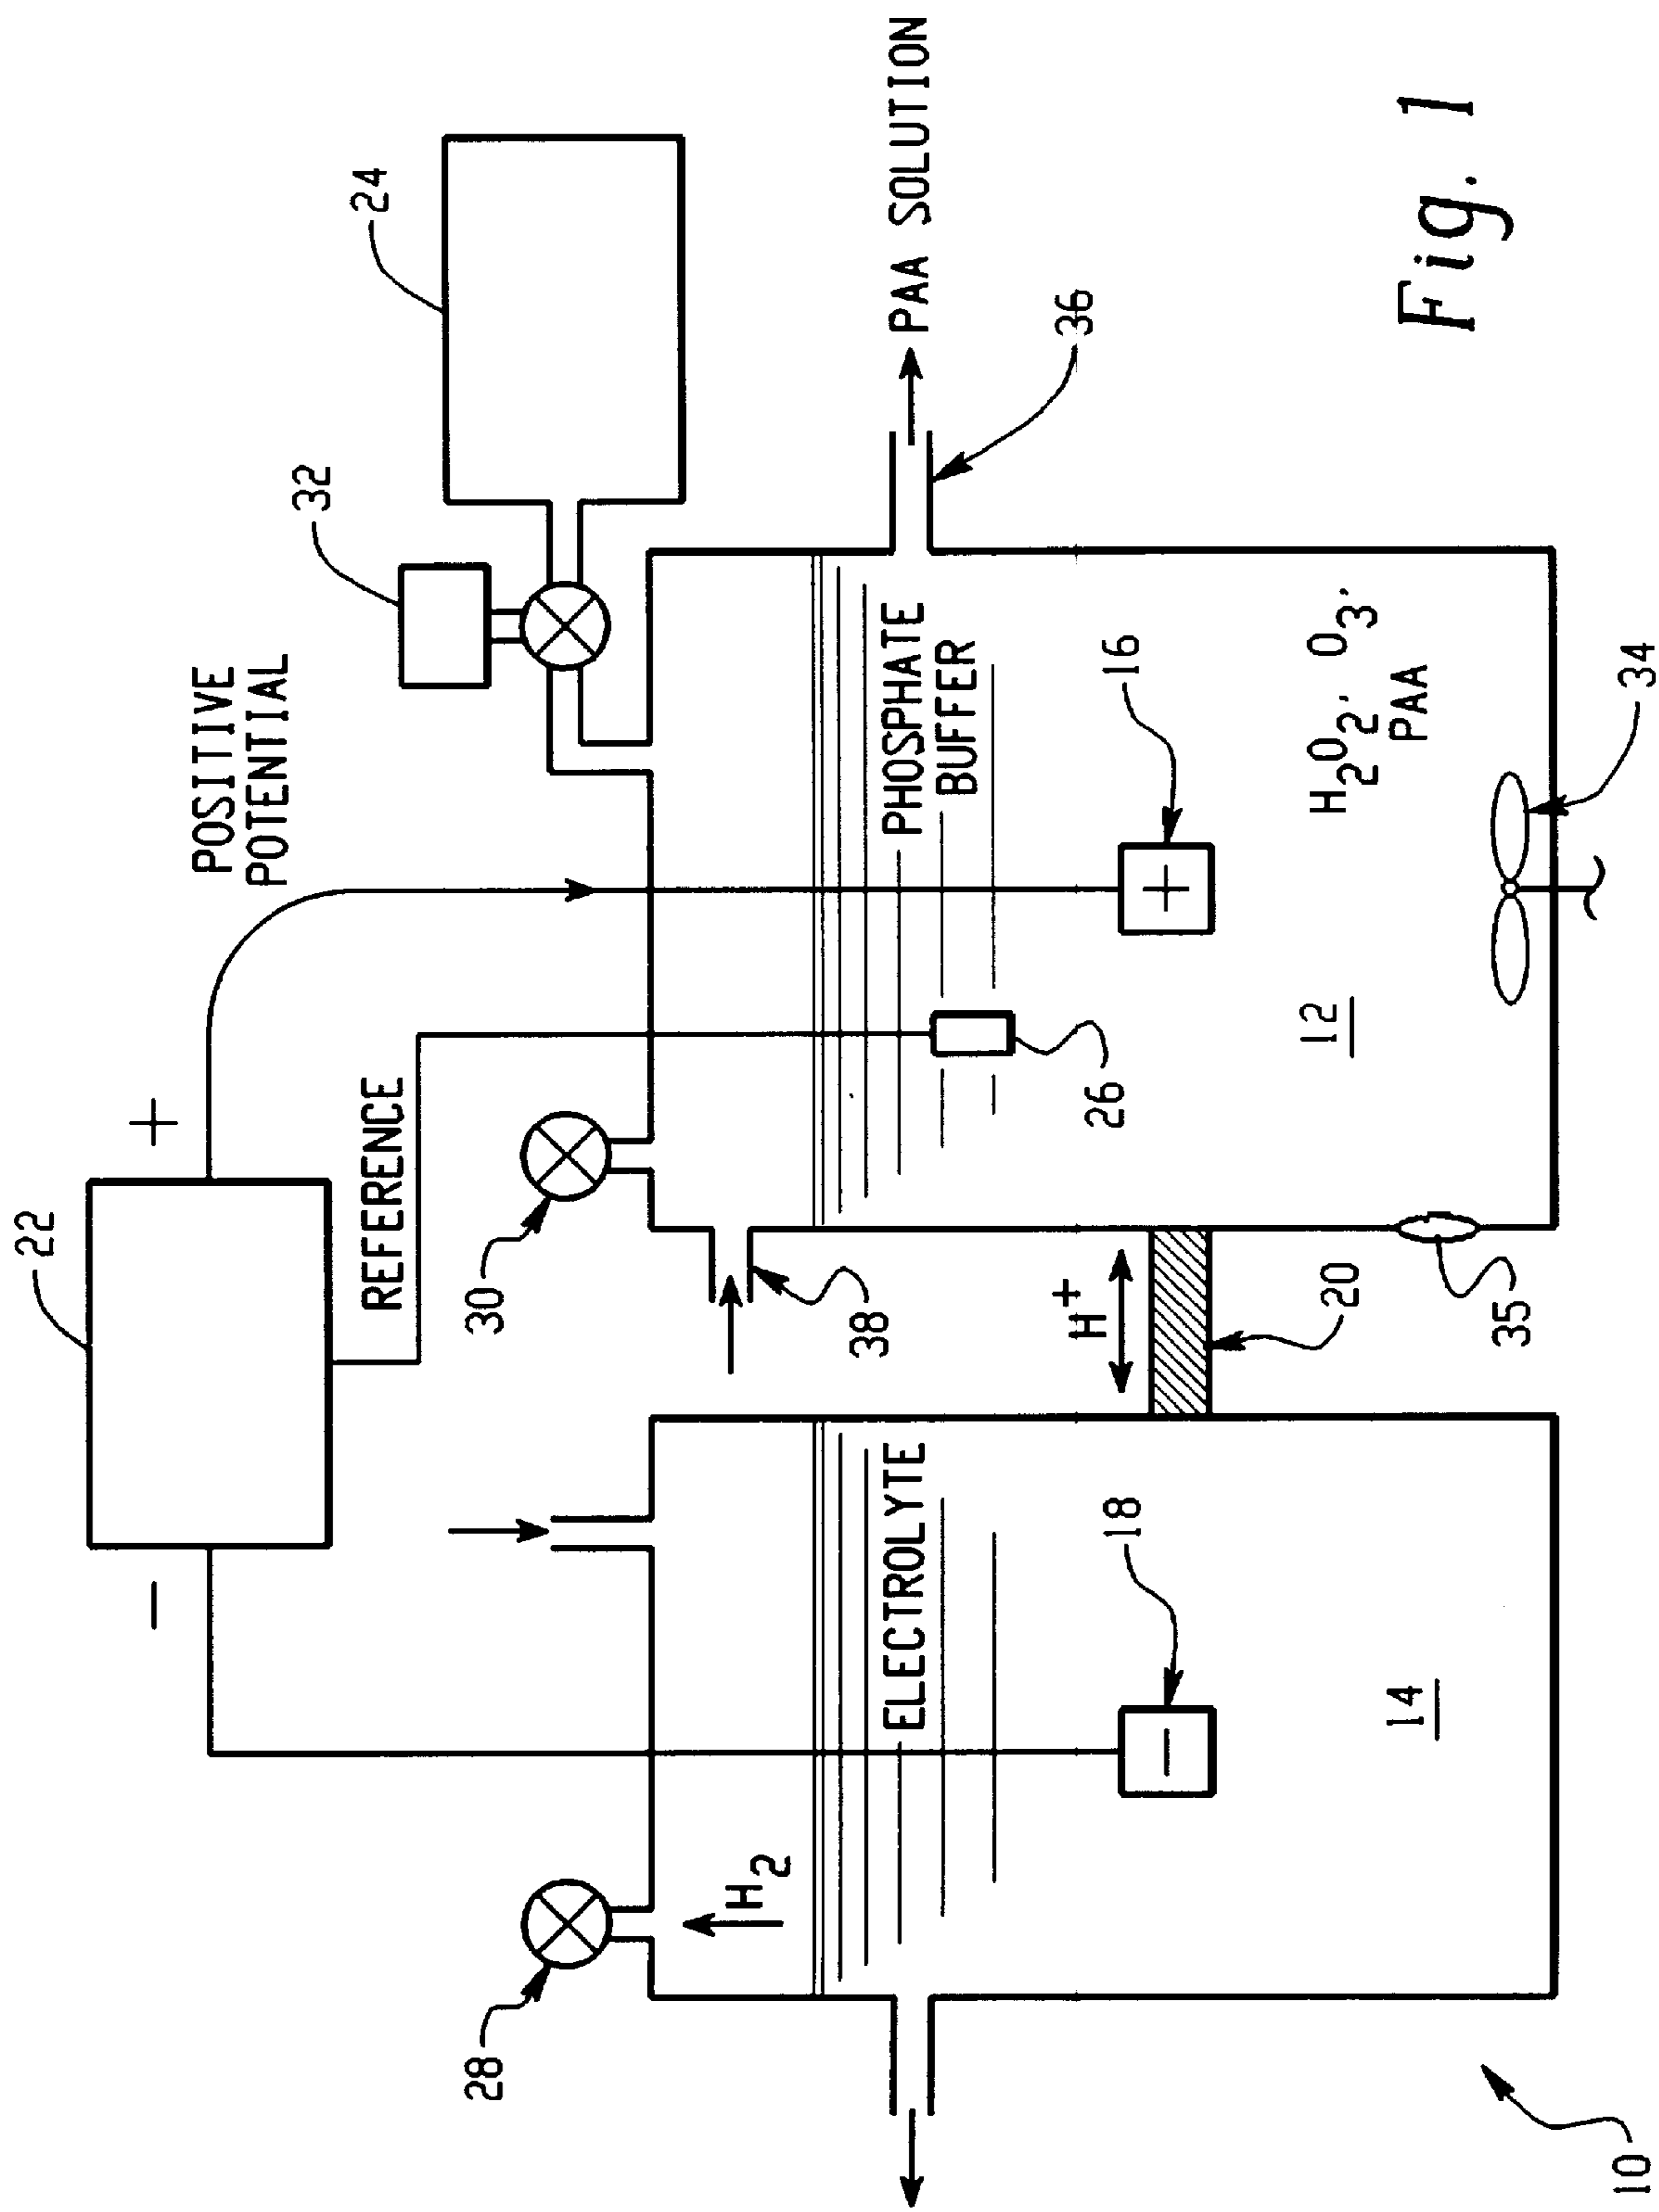 22
+
−
POSITIVE
POTENTIAL
REFERENCE
32
24
28
30
H2
38
ELECTROLYTE
PHOSPHATE
BUFFER
PAA SOLUTION
36
H+
18
26
16
14
20
12
H2O2, O3,
PAA
35
34
10
−
+
Fig. 1